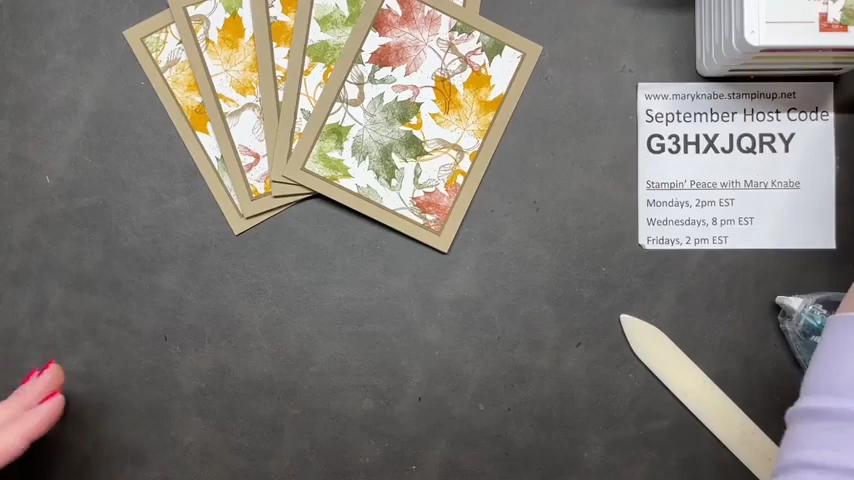 www.maryknabe.stampinup.net
September Host Code
G3HXJQRY
Stampin' Peace with Mary Knabe
Mondays, 2pm EST
Wednesdays, 8 pm EST
Fridays, 2 pm EST